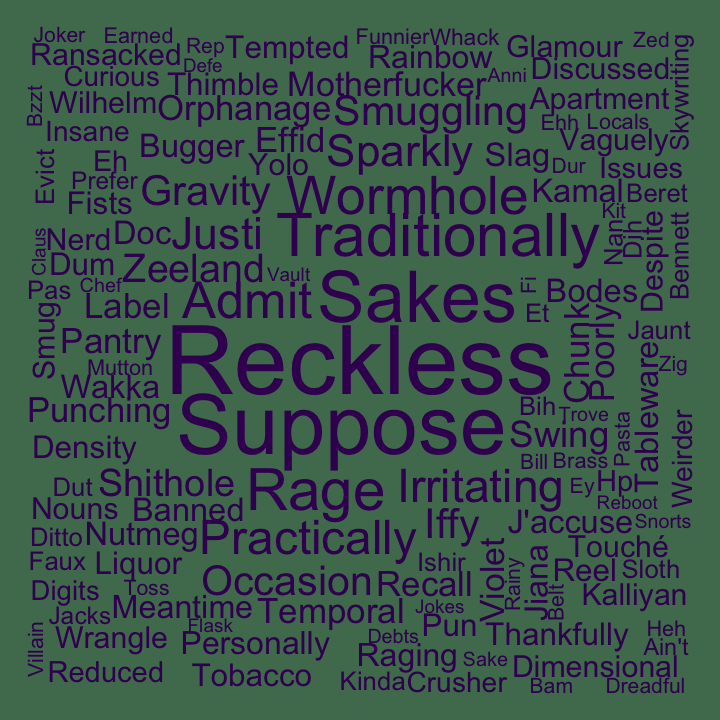 Joker Earned Rep Tempted Funnier Whack Glamour Zed
Ransacked Defe Rainbow Discussed Skywriting
Curious Thimble Motherfucker Anni
Bzzt Wilhelm Orphanage Smuggling Apartment
Insane Bugger Effid Sparkly Slag Ehh Locals Vaguely
Evict Eh Yolo Dur Issues
Prefer Gravity Wormhole Kamal Beret
Fists Kit
Claus Nerd Doc Justi Traditionally Nani Djh Despite Bennett
Dum Zeeland Vault
Pas Chef Label Admit Sakes Fi Bodes
Et
Smug Pantry Reckless Chunk Poorly Jaunt
Mutton Zig
Wakka
Punching Suppose Bih Trove Tableware
Density Swing Pasta Weirder
Bill Brass
Dut Shithole Rage Irritating Ey Hp
Nouns Banned Reboot
Ditto Nutmeg Practically Iffy J'accuse Snorts
Faux Liquor Ishir Violet Rainy Jiana Touché
Digits Toss Occasion Recall Belt Reel Sloth
Jacks Meantime Temporal Jokes Kalliyan
Villain Wrangle Flask Personally Debts Pun Thankfully Heh
Raging Sake Ain't
Reduced Tobacco Kinda Crusher Dimensional
Bam Dreadful